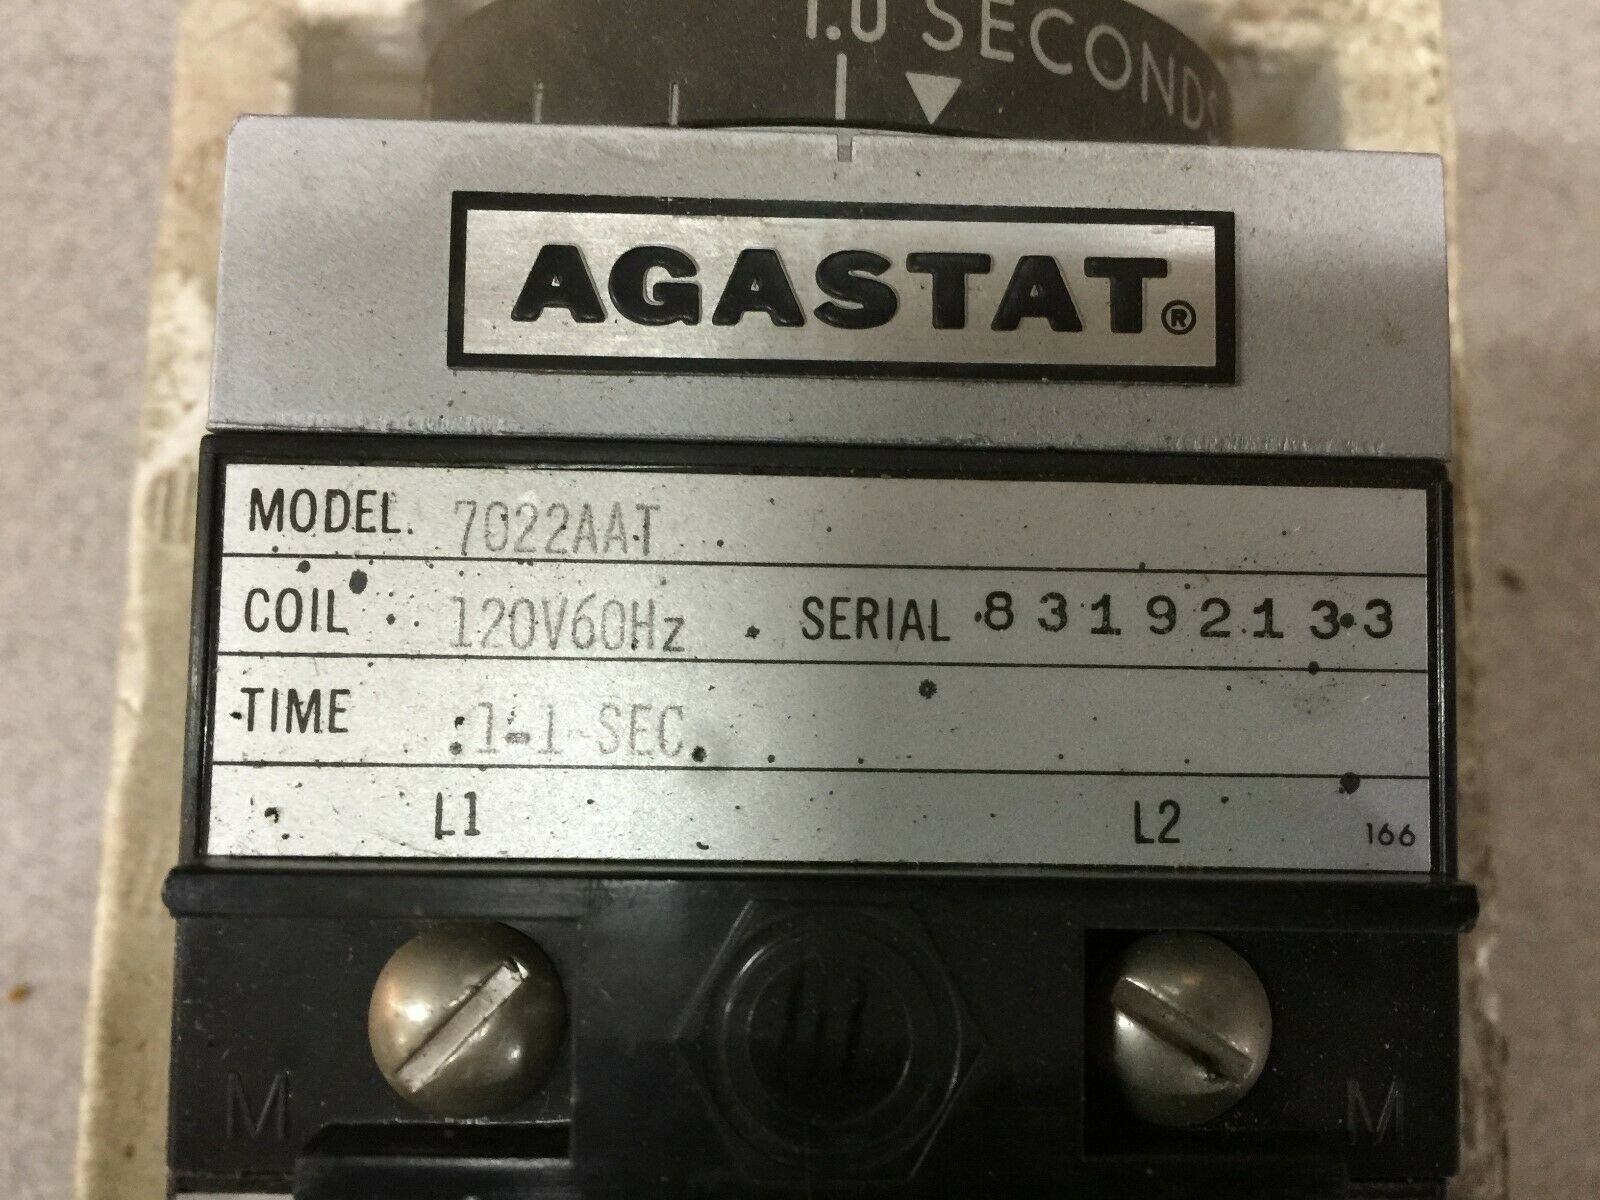 1.0 SECONDS
AGASTAT®
MODEL 7022AAT
COIL 120V60Hz SERIAL 83192133
TIME .1-1 SEC.
L1 L2 166
M M